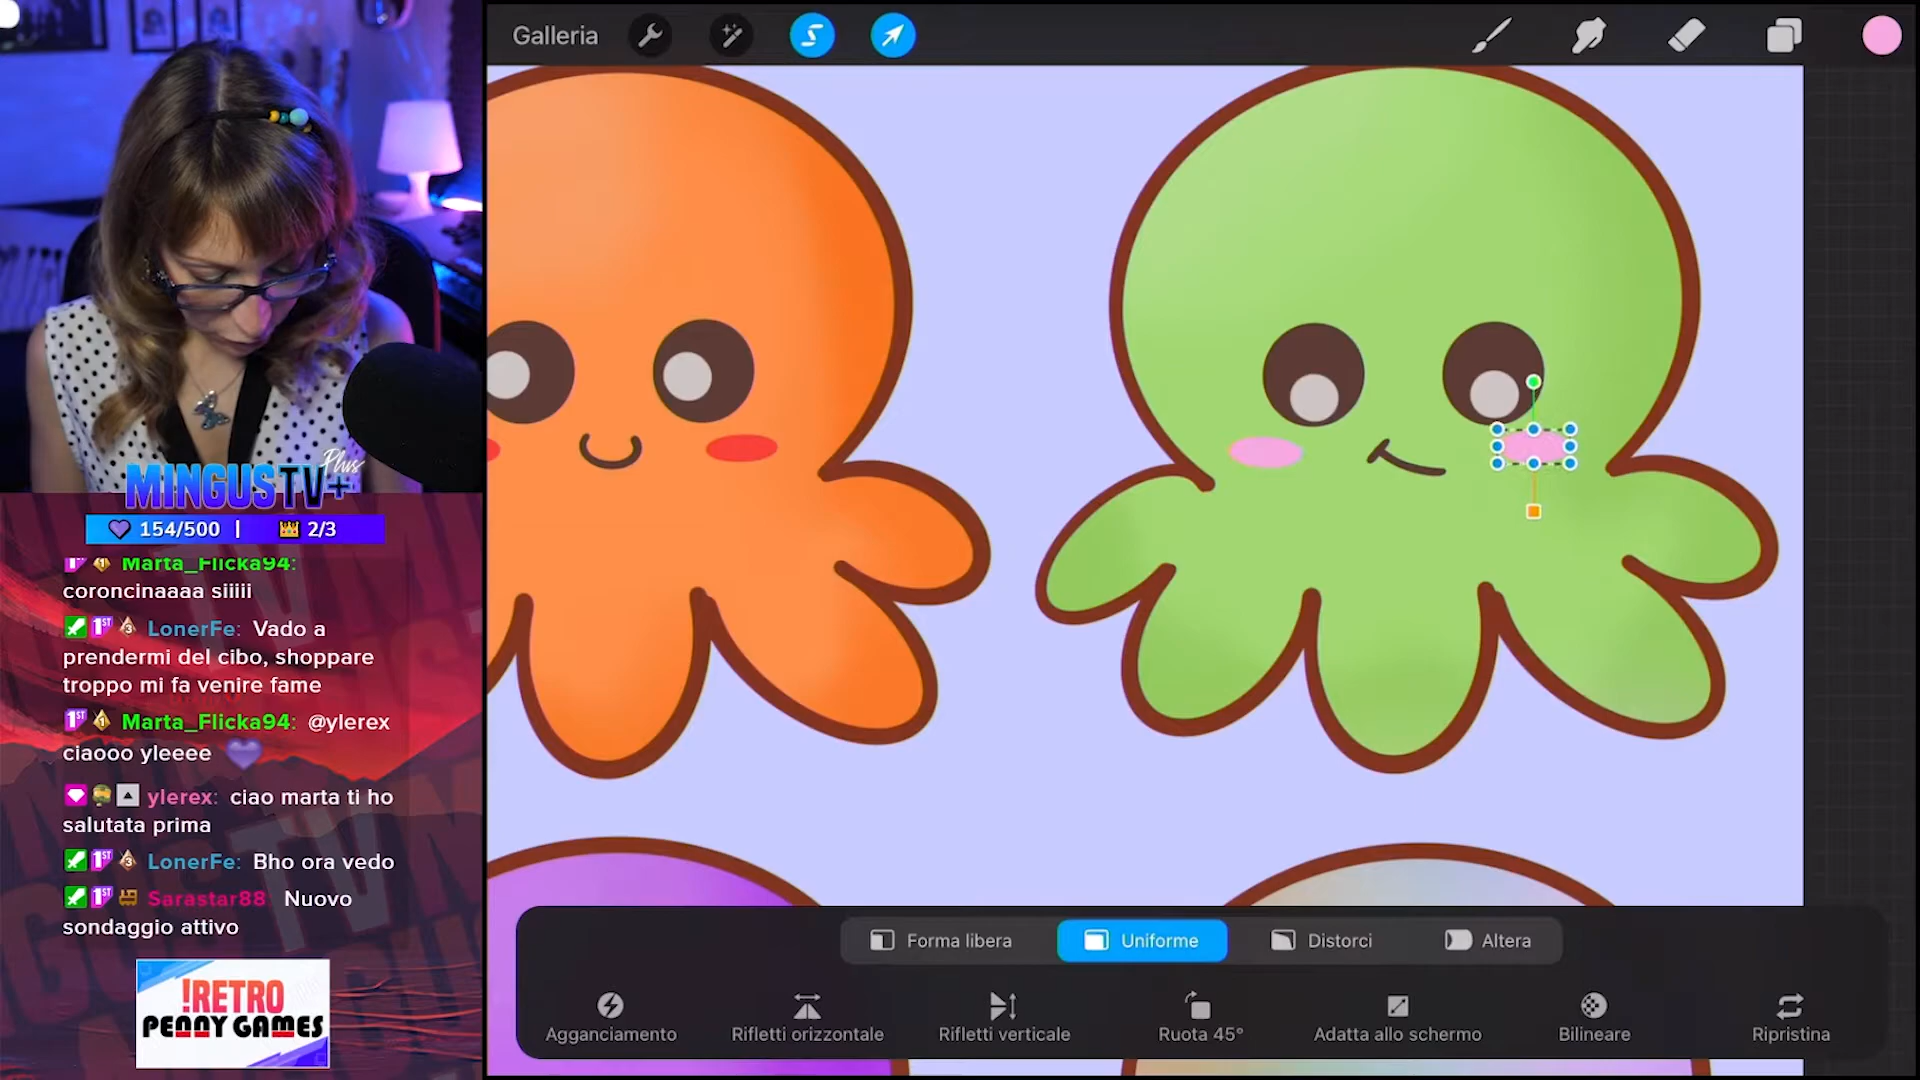 Galleria
MINGUSTV+
Plus
154/500 | 2/3
Marta_Flicka94:
coroncinaaaa siiiii
LonerFe: Vado a
prendermi del cibo, shoppare
troppo mi fa venire fame
Marta_Flicka94: @ylerex
ciaooo yleeee
ylerex: ciao marta ti ho
salutata prima
LonerFe: Bho ora vedo
Sarastar88 Nuovo
sondaggio attivo
!RETRO
PENNY GAMES
Forma libera
Uniforme
Distorci
Altera
Agganciamento
Rifletti orizzontale
Rifletti verticale
Ruota 45°
Adatta allo schermo
Bilineare
Ripristina